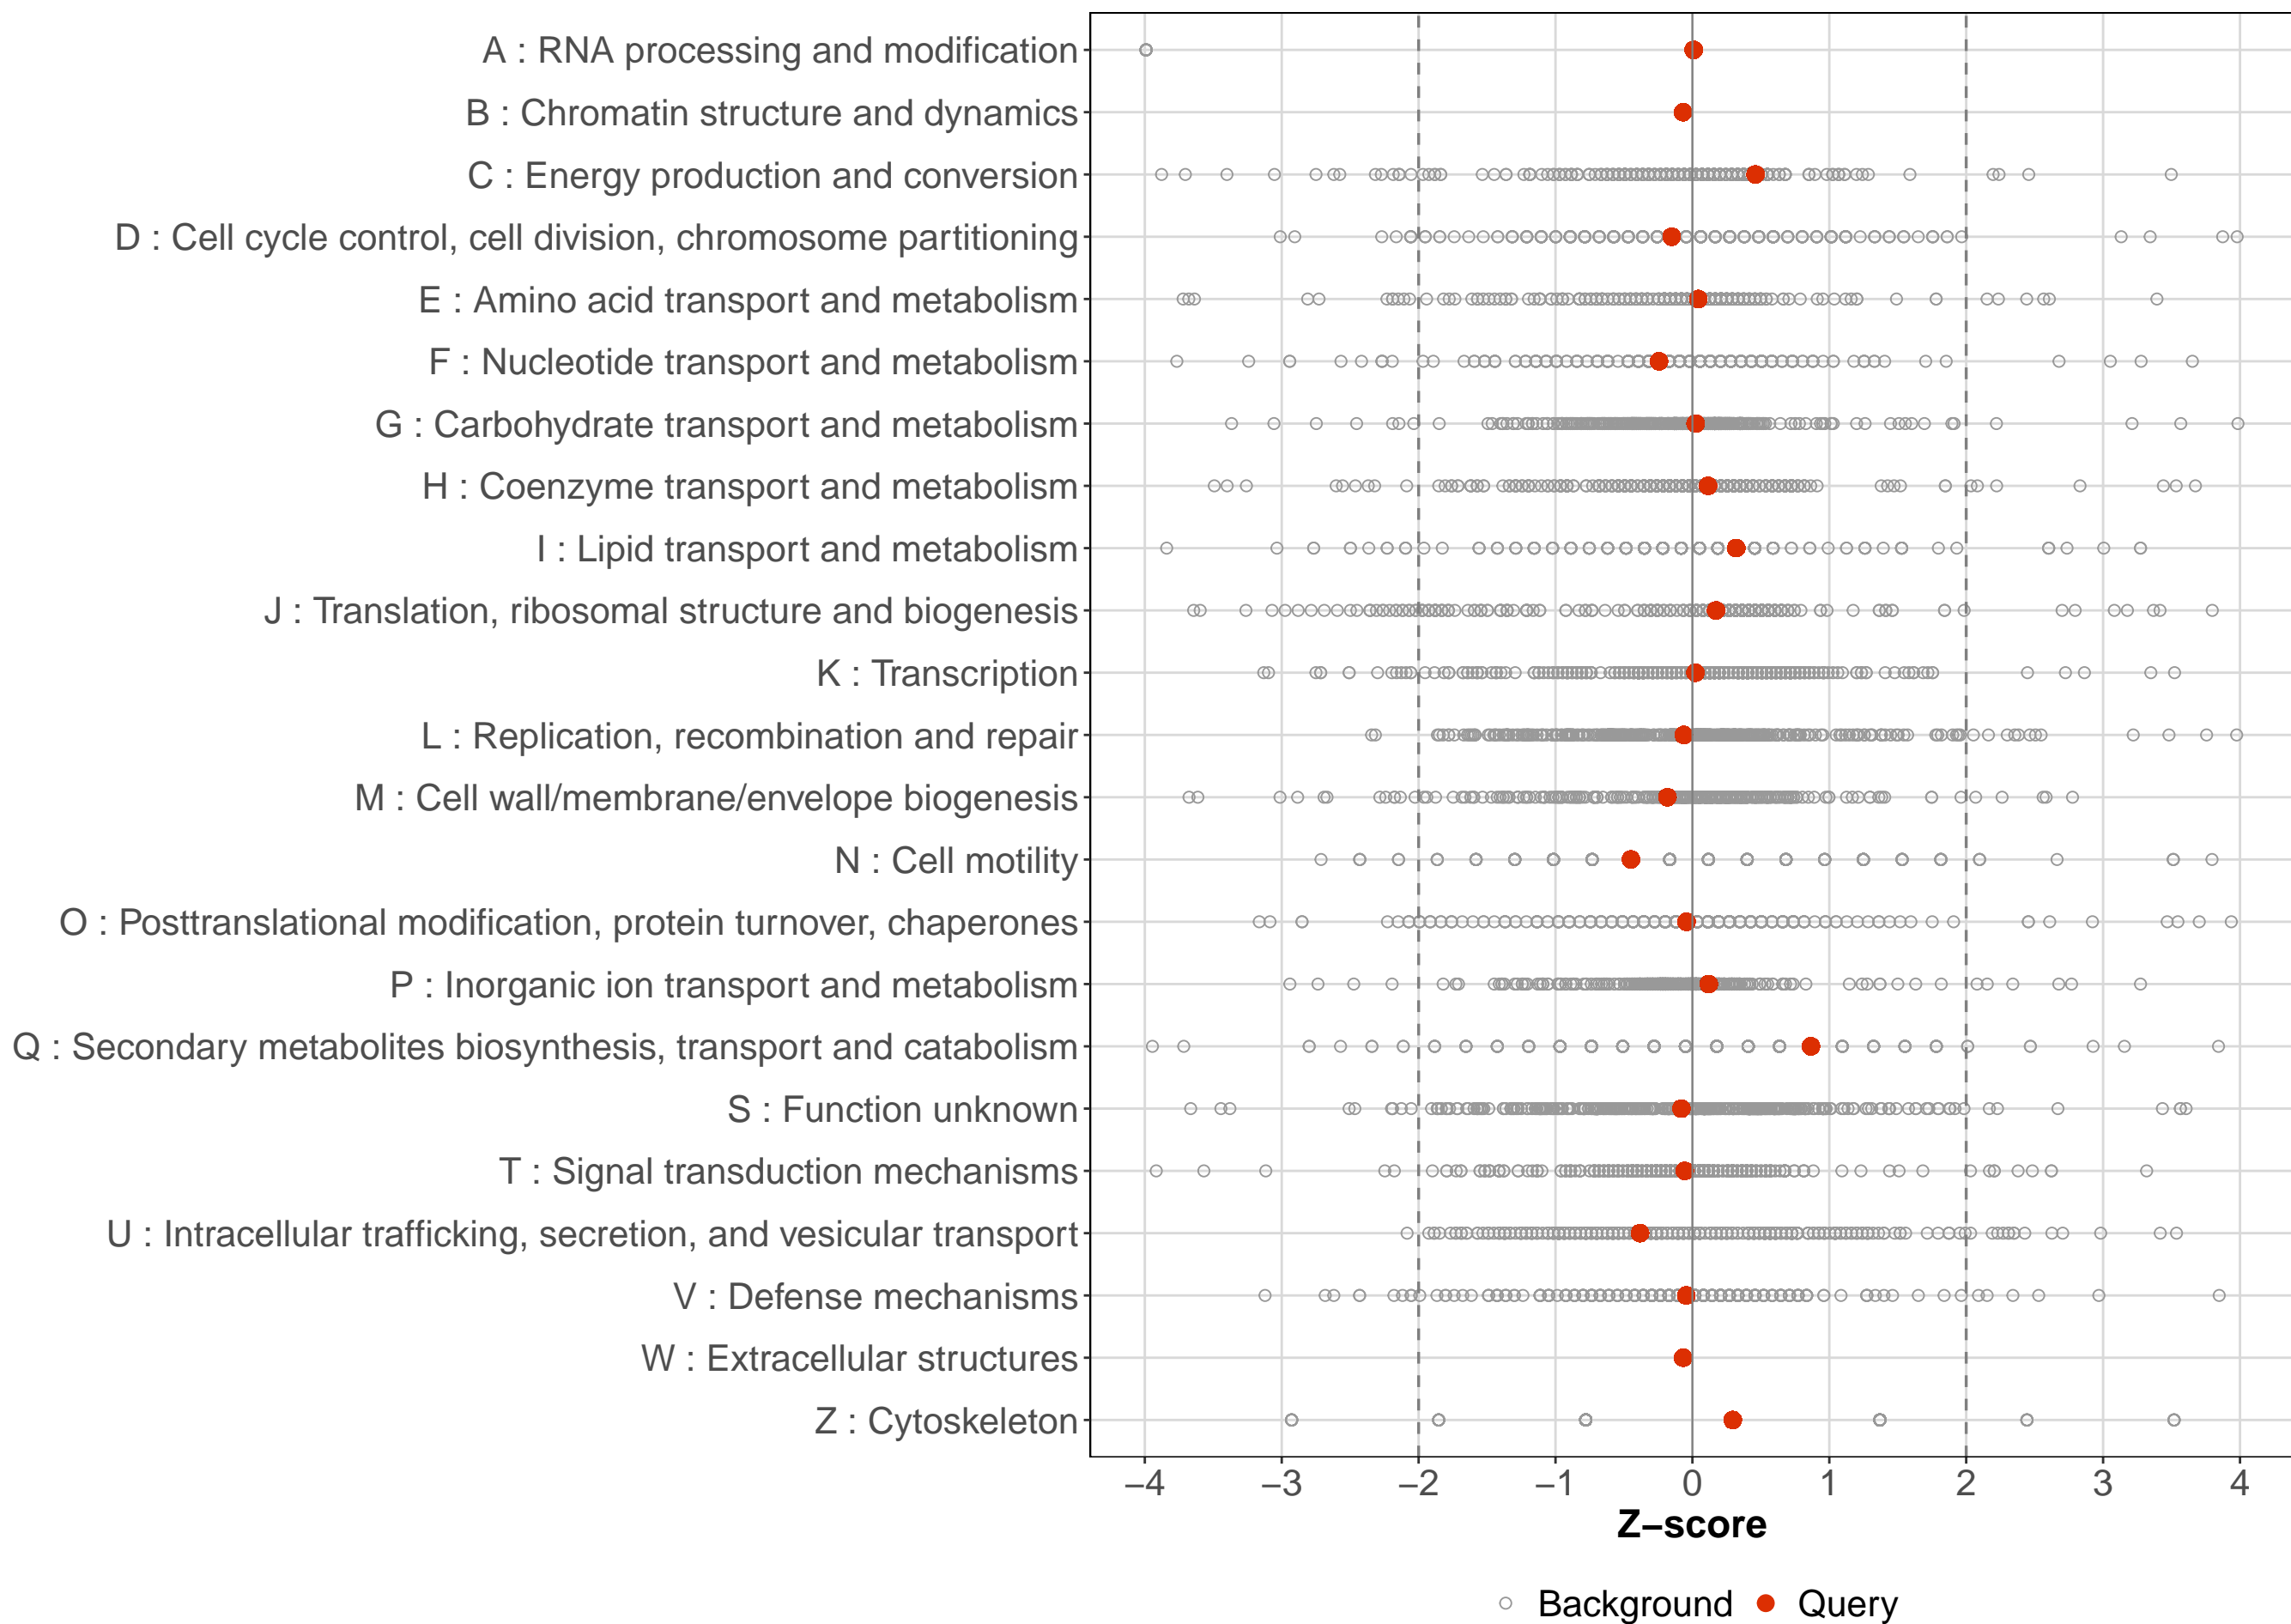 A : RNA processing and modification
B : Chromatin structure and dynamics
C : Energy production and conversion
D : Cell cycle control, cell division, chromosome partitioning
E : Amino acid transport and metabolism
F : Nucleotide transport and metabolism
G : Carbohydrate transport and metabolism
H : Coenzyme transport and metabolism
I : Lipid transport and metabolism
J : Translation, ribosomal structure and biogenesis
K : Transcription
L : Replication, recombination and repair
M : Cell wall/membrane/envelope biogenesis
N : Cell motility
O : Posttranslational modification, protein turnover, chaperones
P : Inorganic ion transport and metabolism
Q : Secondary metabolites biosynthesis, transport and catabolism
S : Function unknown
T : Signal transduction mechanisms
U : Intracellular trafficking, secretion, and vesicular transport
V : Defense mechanisms
W : Extracellular structures
Z : Cytoskeleton
−4 −3 −2 −1 0 1 2 3 4
Z−score
Background Query